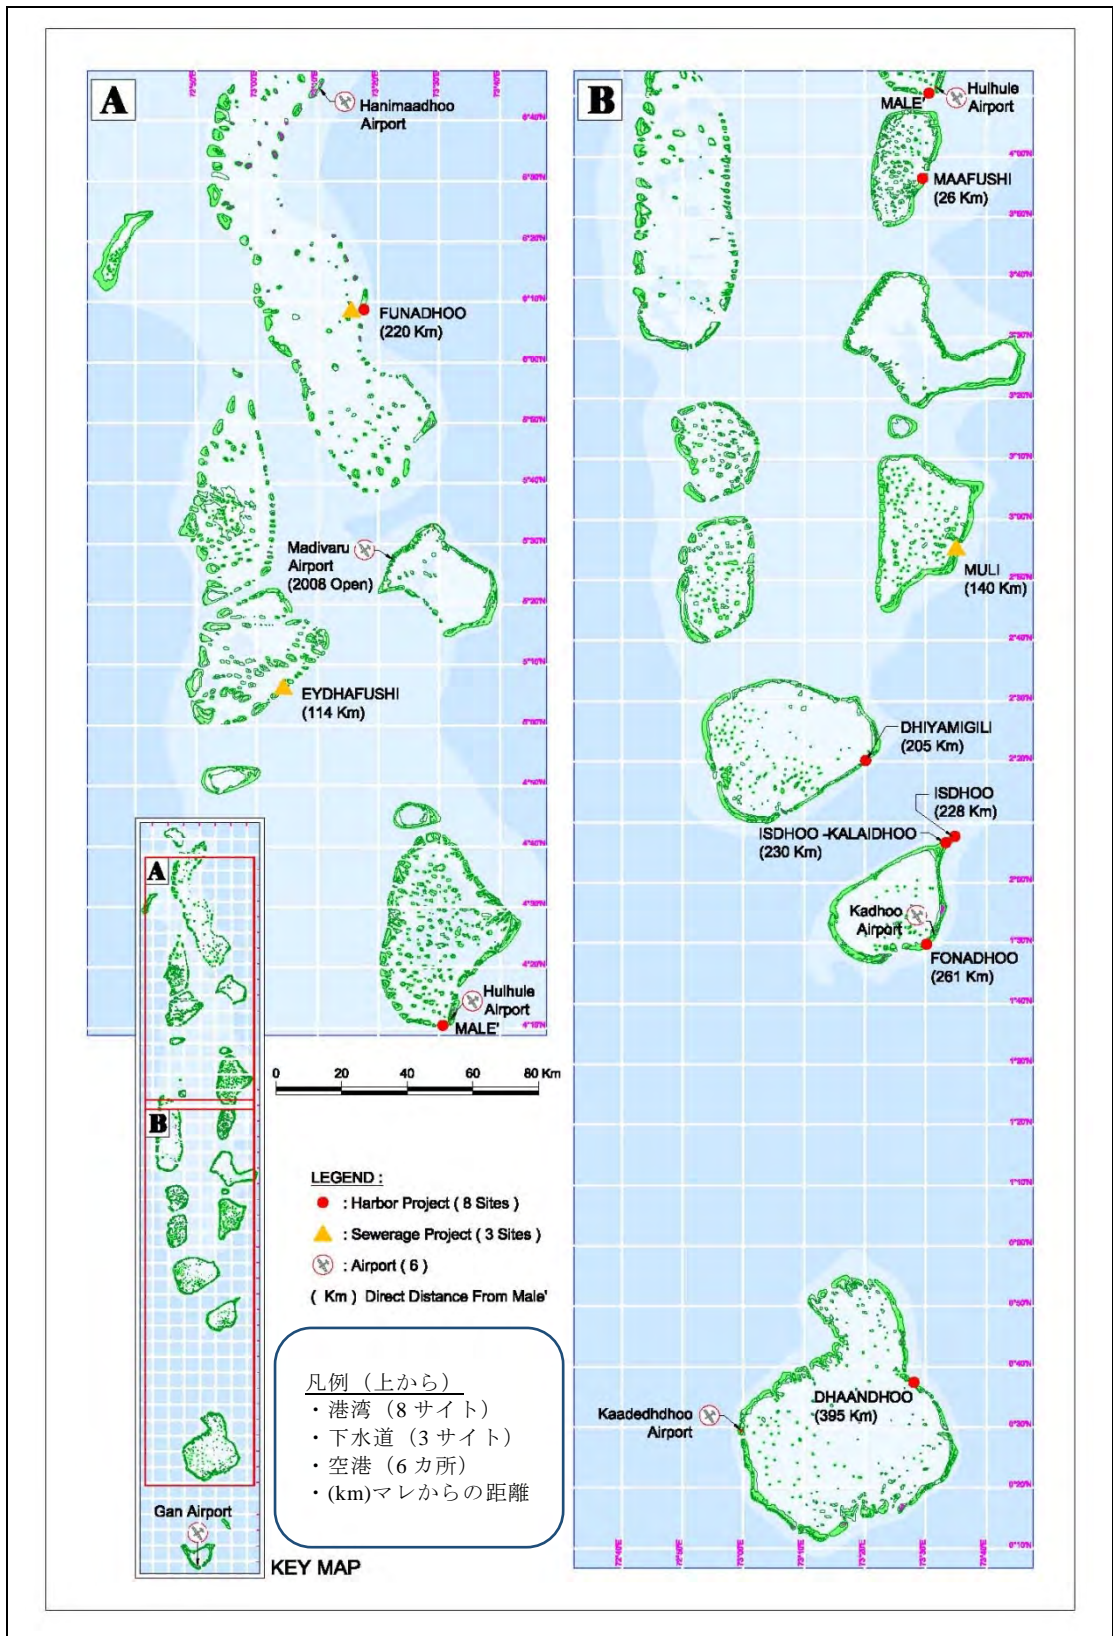 A
Hanimaadhoo
Airport
FUNADHOO
(220 Km)
Madivaru
Airport
(2008 Open)
EYDHAFUSHI
(114 Km)
Hulhule
Airport
MALE'
B
MALE'
Hulhule
Airport
MAAFUSHI
(26 Km)
MULI
(140 Km)
DHIYAMIGILI
(205 Km)
ISDHOO
(228 Km)
ISDHOO -KALAIDHOO
(230 Km)
Kadhoo
Airport
FONADHOO
(261 Km)
DHAANDHOO
(395 Km)
Kaadedhdhoo
Airport
A
B
Gan Airport
KEY MAP
0 20 40 60 80 Km
LEGEND :
: Harbor Project ( 8 Sites )
: Sewerage Project ( 3 Sites )
: Airport ( 6 )
( Km ) Direct Distance From Male'
凡例（上から）
・港湾（8 サイト）
・下水道（3 サイト）
・空港（6 カ所）
・(km)マレからの距離